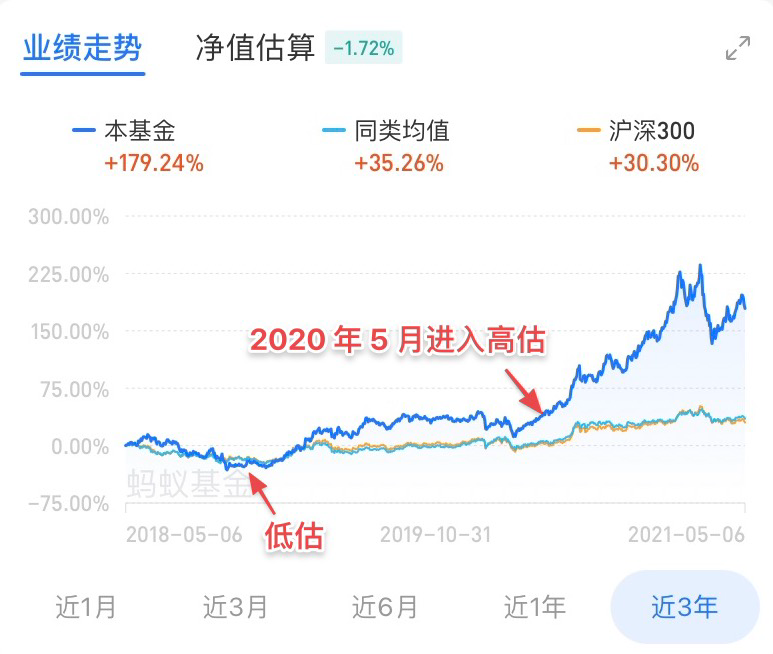 业绩走势 净值估算 -1.72%
本基金 同类均值 沪深300
+179.24% +35.26% +30.30%
300.00%
225.00%
2020 年 5 月进入高估
150.00%
75.00%
0.00%
蚂蚁基金
-75.00%
低估
2018-05-06 2019-10-31 2021-05-06
近1月 近3月 近6月 近1年 近3年